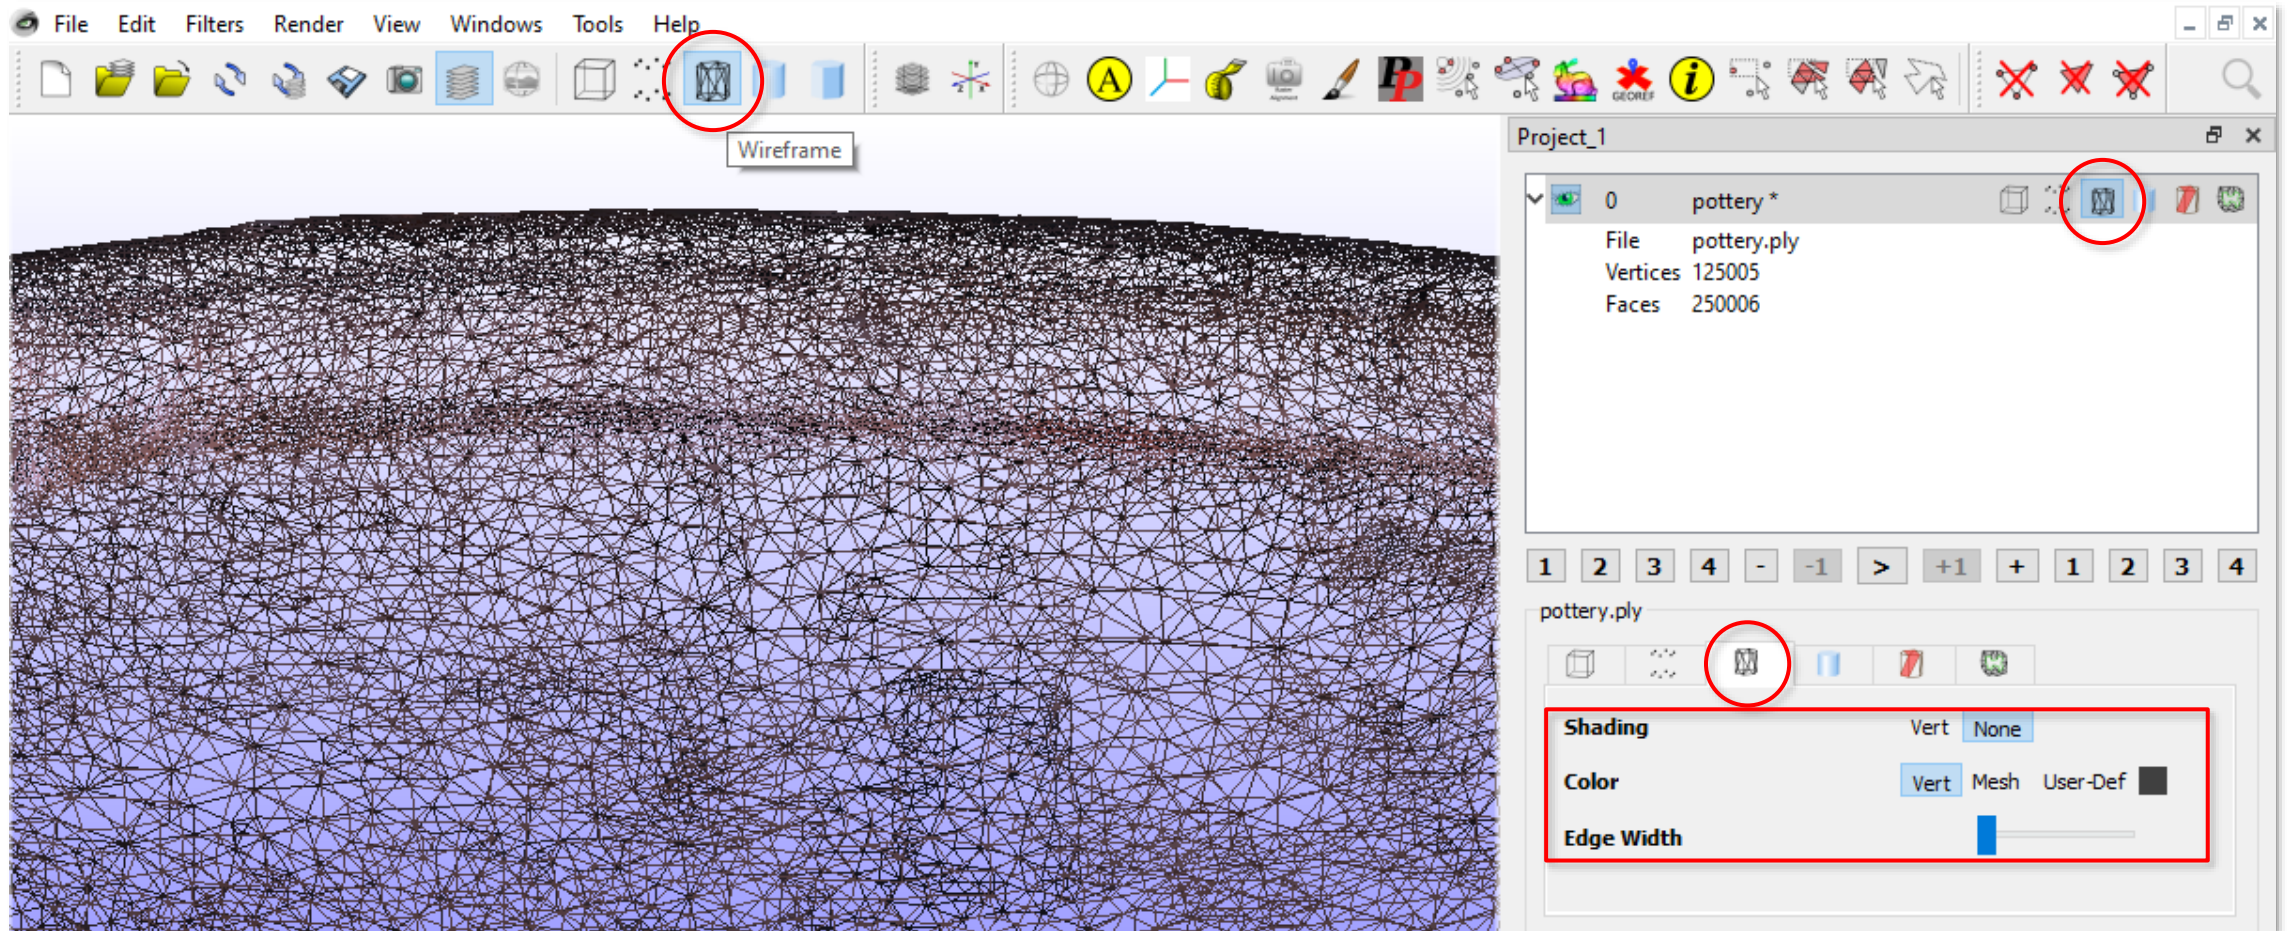 File Edit Filters Render View Windows Tools Help
A PP GEOREF i
Wireframe
Project_1
0 pottery *
File pottery.ply
Vertices 125005
Faces 250006
1 2 3 4 - -1 > +1 + 1 2 3 4
pottery.ply
Shading Vert None
Color Vert Mesh User-Def
Edge Width